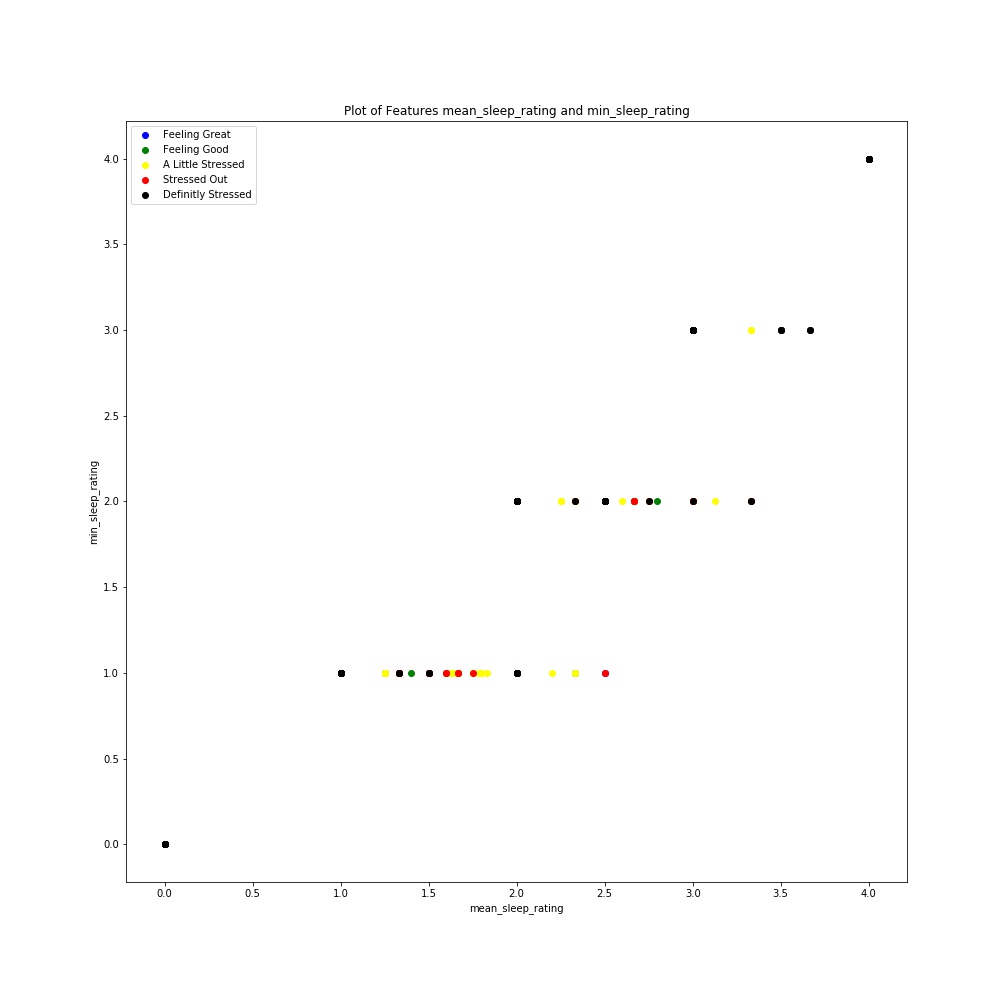 Plot of Features mean_sleep_rating and min_sleep_rating
Feeling Great
Feeling Good
A Little Stressed
Stressed Out
Definitly Stressed
4.0
3.5
3.0
2.5
2.0
1.5
1.0
0.5
0.0
min_sleep_rating
0.0 0.5 1.0 1.5 2.0 2.5 3.0 3.5 4.0
mean_sleep_rating